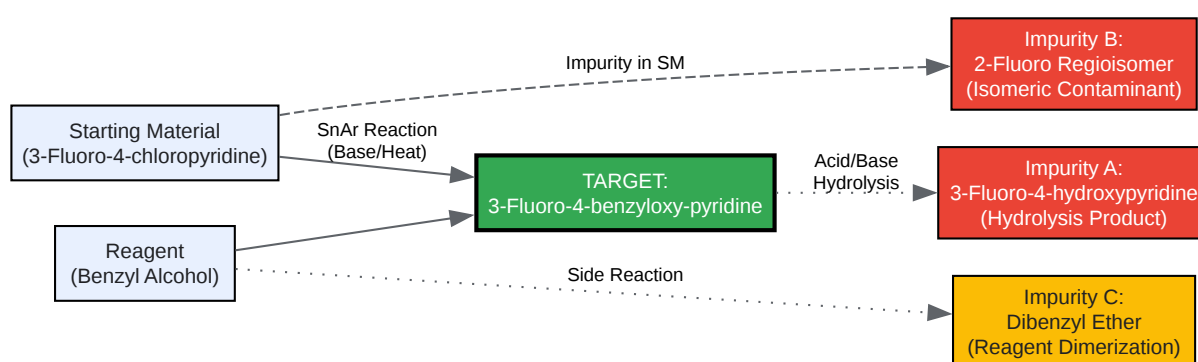 Impurity B:
2-Fluoro Regioisomer
(Isomeric Contaminant)
Impurity in SM
Starting Material
(3-Fluoro-4-chloropyridine)
SnAr Reaction
(Base/Heat)
TARGET:
3-Fluoro-4-benzyloxy-pyridine
Acid/Base
Hydrolysis
Impurity A:
3-Fluoro-4-hydroxypyridine
(Hydrolysis Product)
Reagent
(Benzyl Alcohol)
Side Reaction
Impurity C:
Dibenzyl Ether
(Reagent Dimerization)